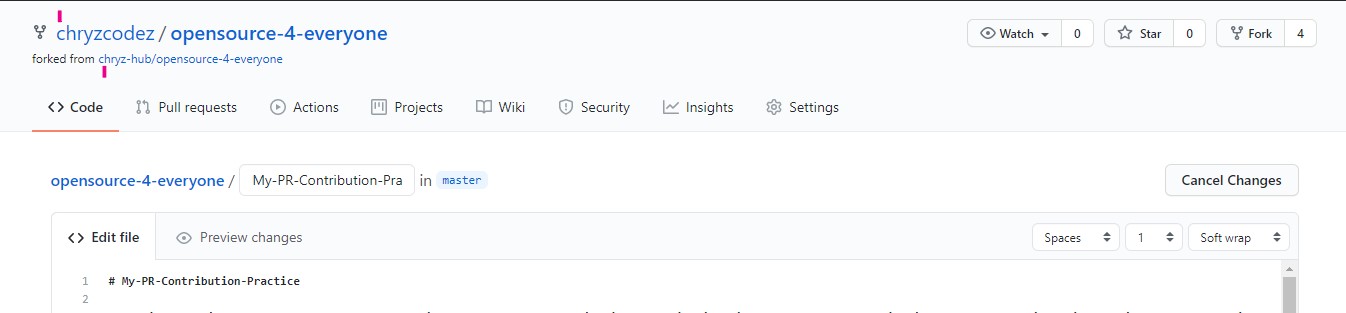 chryzcodez / opensource-4-everyone
Watch 0 Star 0 Fork 4
forked from chryz-hub/opensource-4-everyone
Code Pull requests Actions Projects Wiki Security Insights Settings
opensource-4-everyone / My-PR-Contribution-Pra in master Cancel Changes
Edit file Preview changes Spaces 1 Soft wrap
1 # My-PR-Contribution-Practice
2